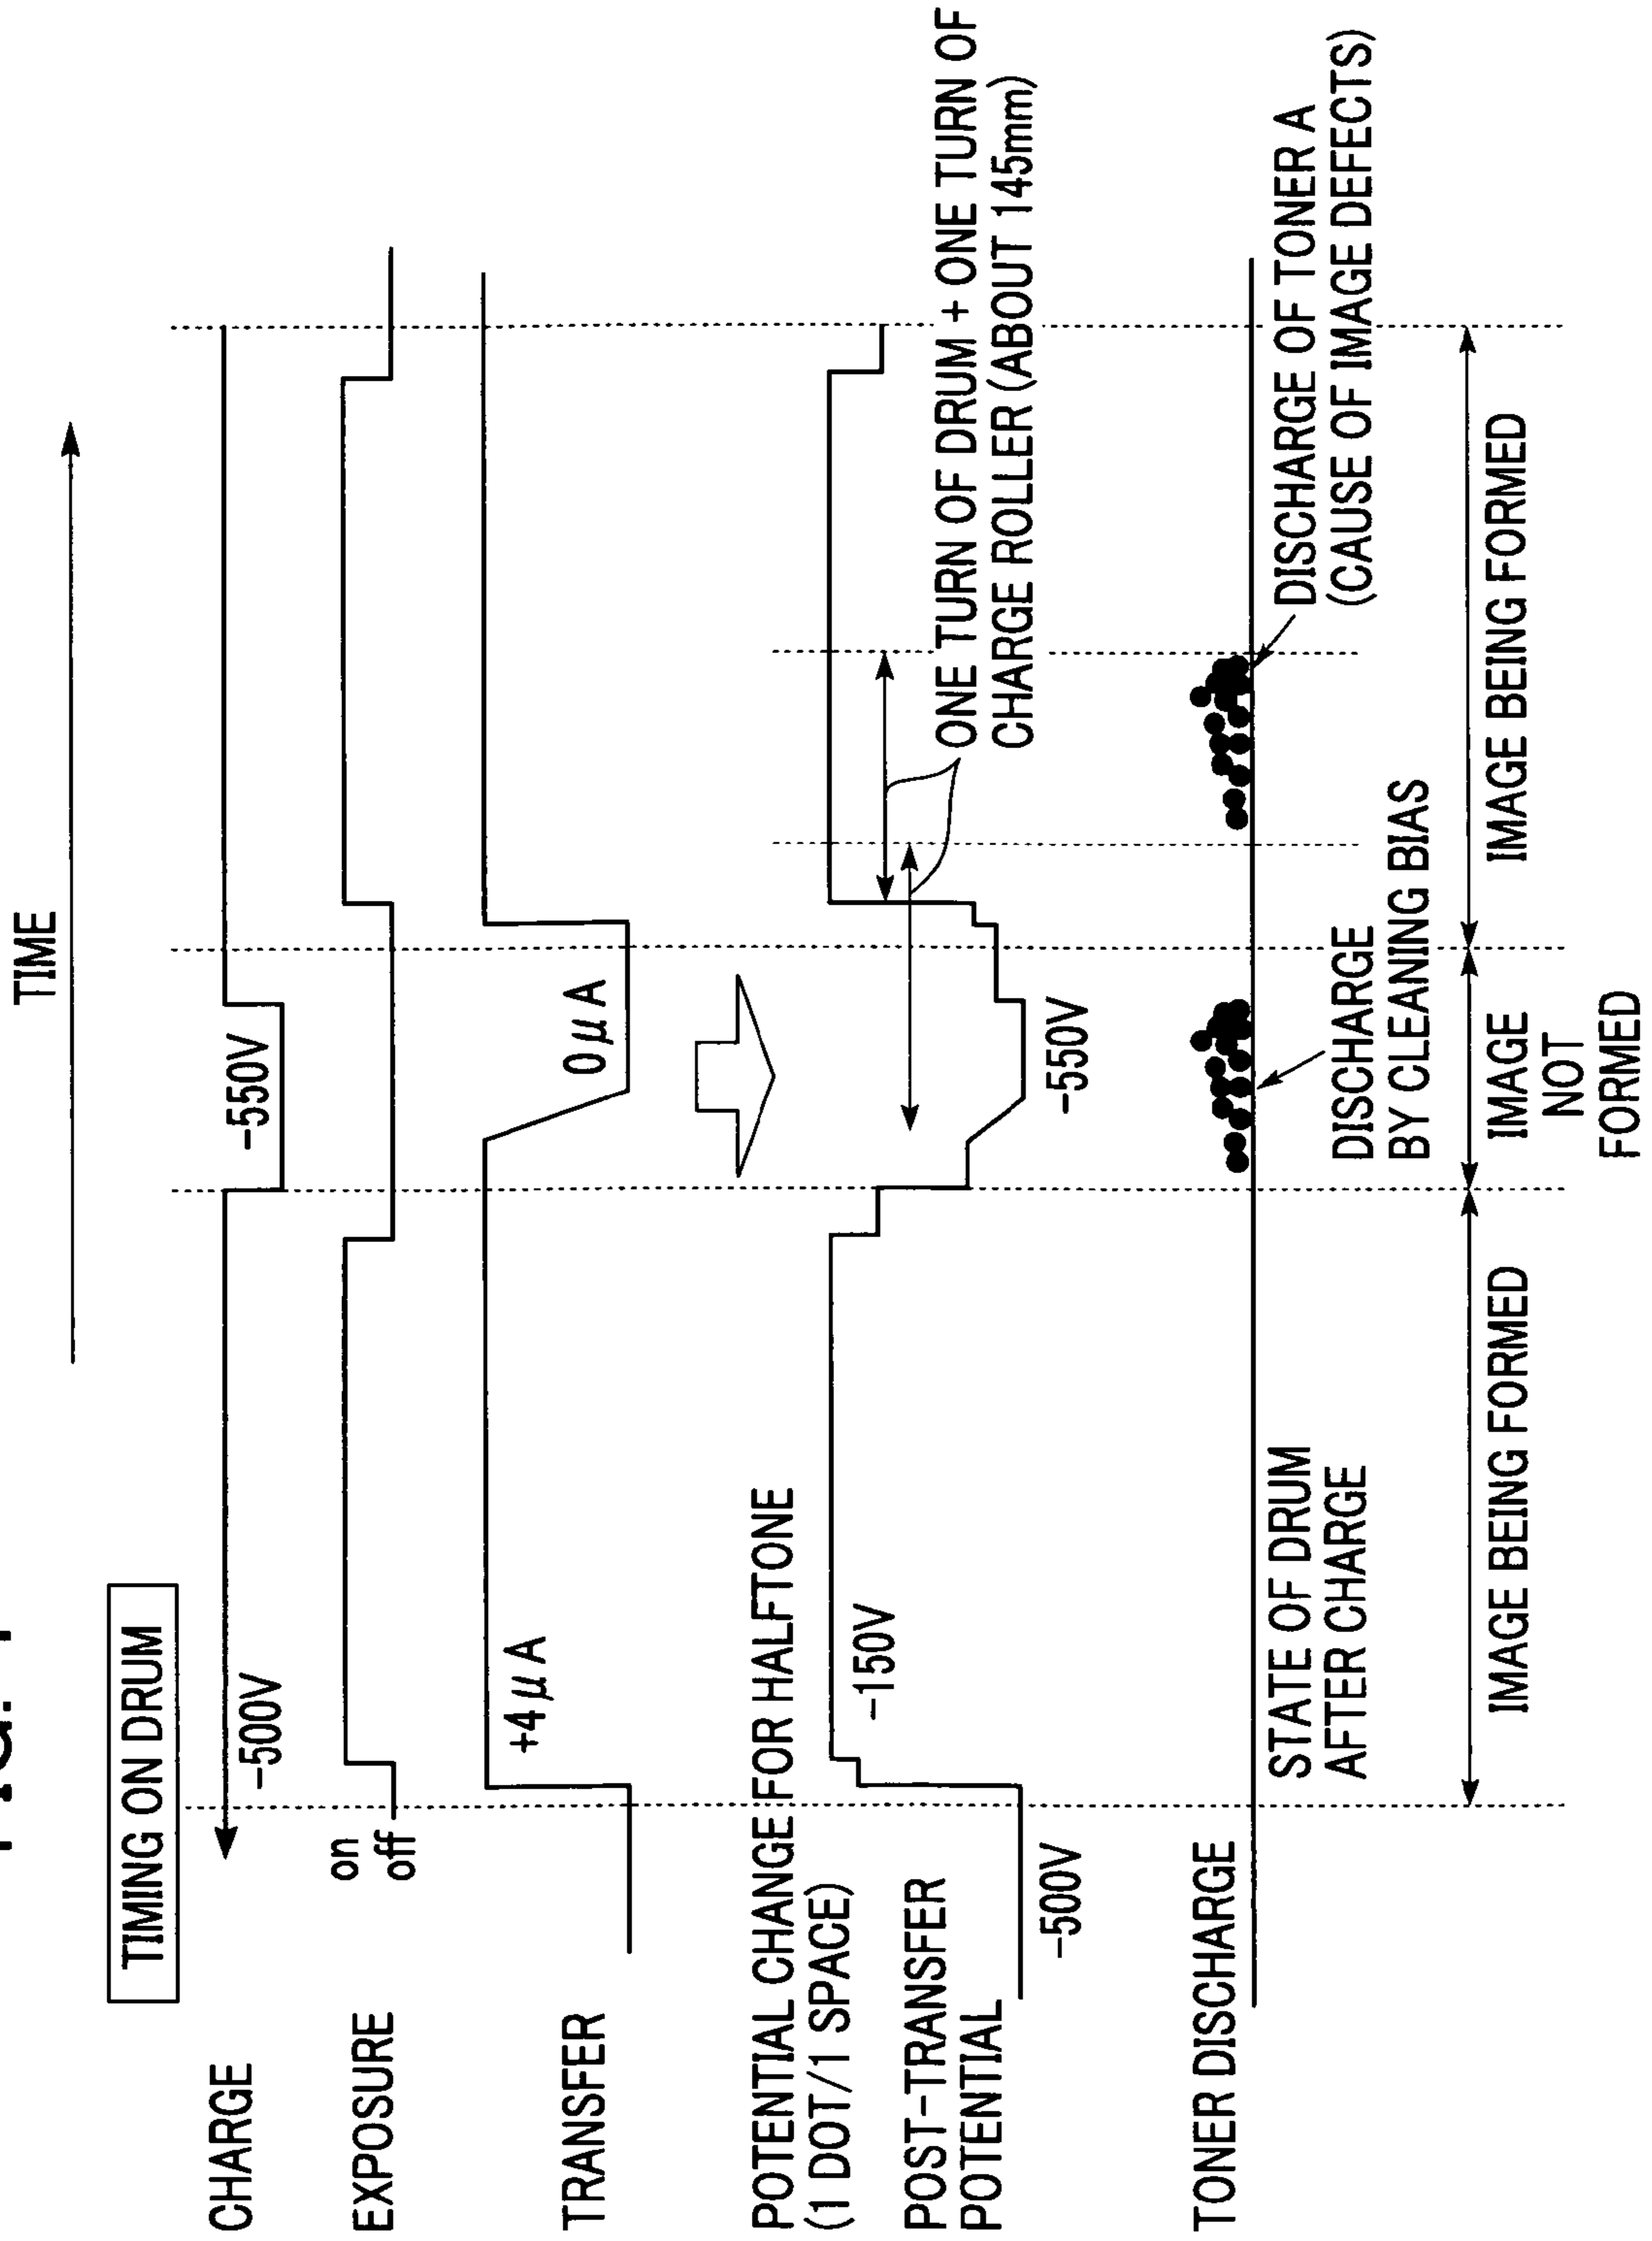 TIME
TIMING ON DRUM
CHARGE
-500V
-550V
EXPOSURE
on
off
TRANSFER
+4μA
0μA
POTENTIAL CHANGE FOR HALFTONE
(1 DOT/1 SPACE)
POST-TRANSFER
POTENTIAL
-500V
-150V
-550V
ONE TURN OF DRUM + ONE TURN OF
CHARGE ROLLER (ABOUT 145mm)
TONER DISCHARGE
STATE OF DRUM
AFTER CHARGE
DISCHARGE
BY CLEANING BIAS
DISCHARGE OF TONER A
(CAUSE OF IMAGE DEFECTS)
IMAGE BEING FORMED
IMAGE
NOT
FORMED
IMAGE BEING FORMED